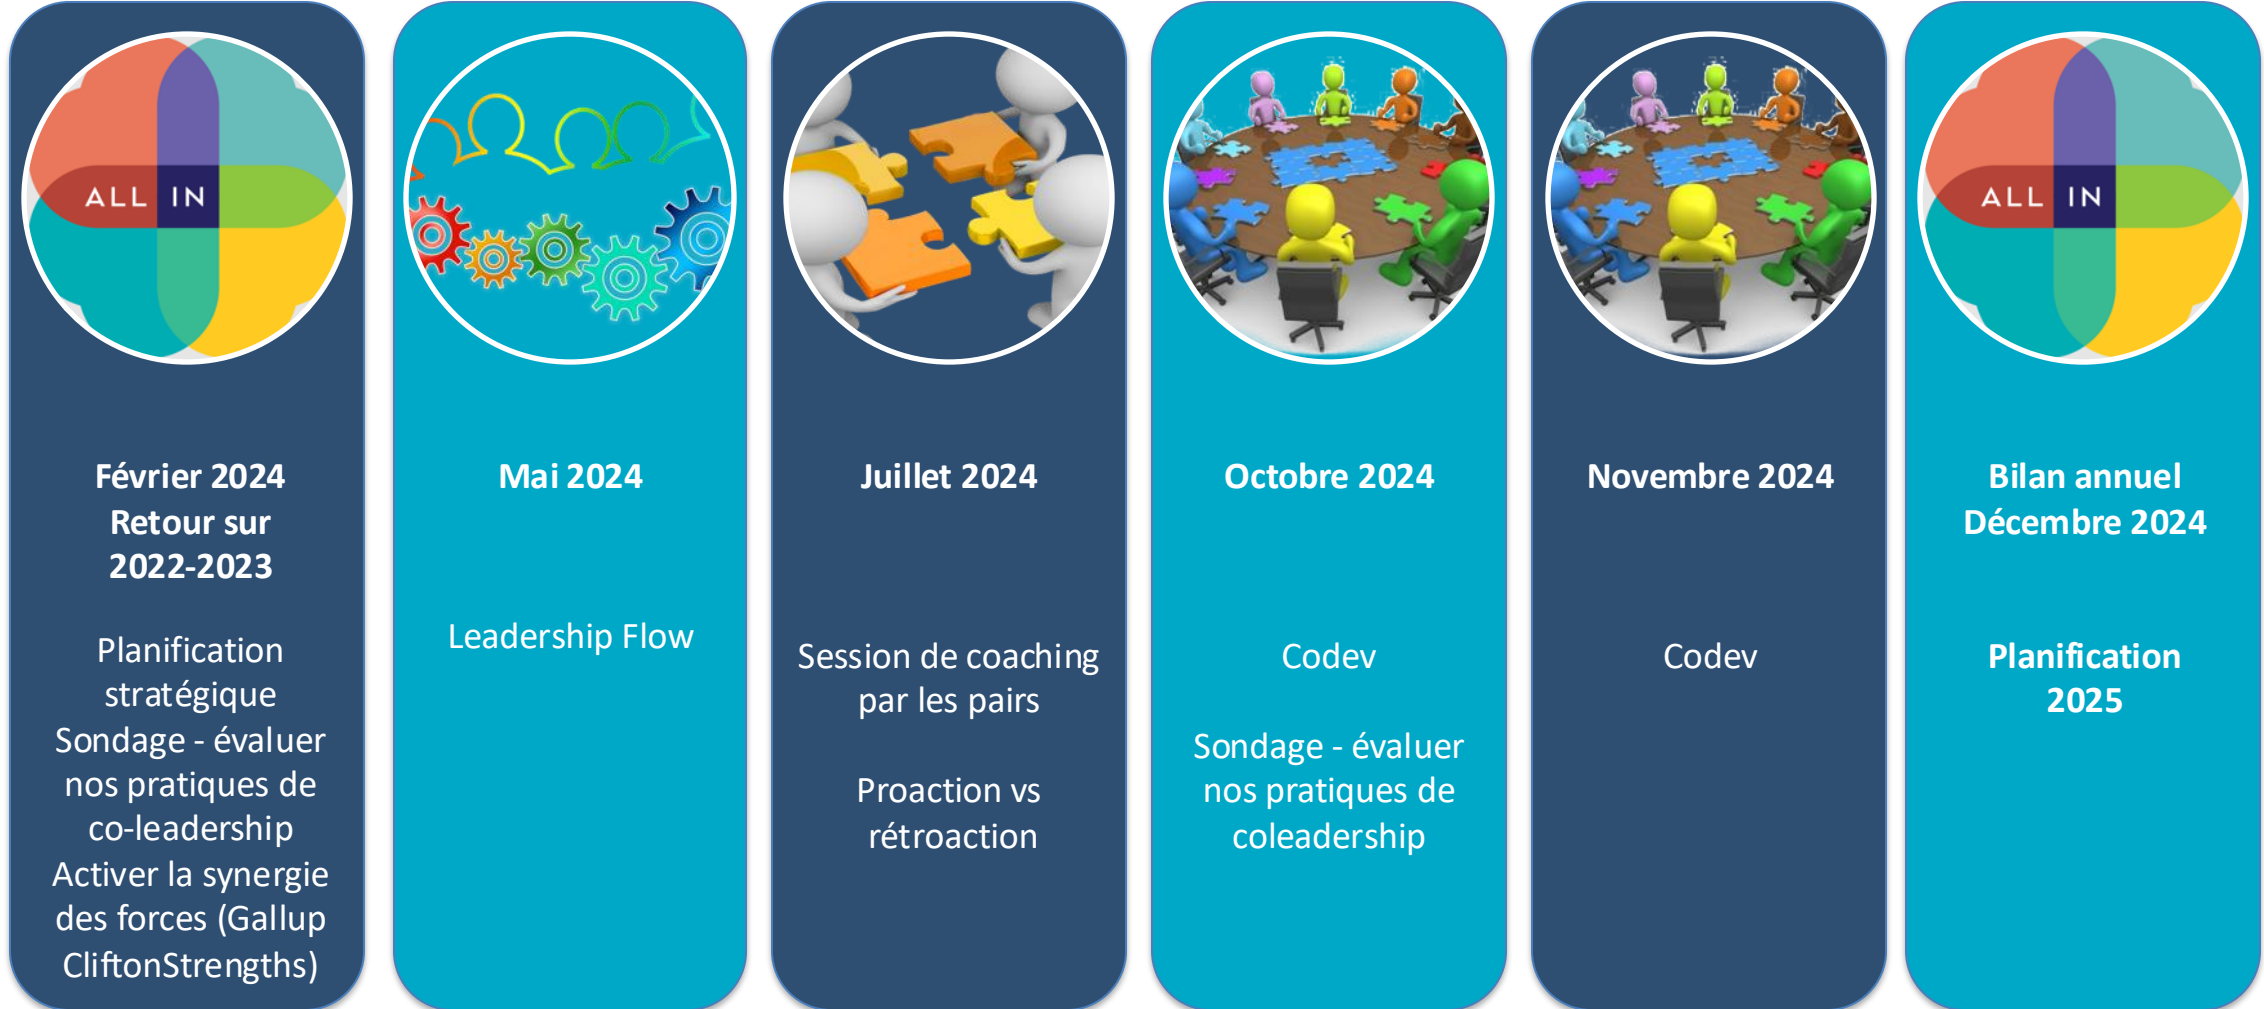 ALL IN
Février 2024
Retour sur
2022-2023
Planification
stratégique
Sondage - évaluer
nos pratiques de
co-leadership
Activer la synergie
des forces (Gallup
CliftonStrengths)
Mai 2024
Leadership Flow
Juillet 2024
Session de coaching
par les pairs
Proaction vs
rétroaction
Octobre 2024
Codev
Sondage - évaluer
nos pratiques de
coleadership
Novembre 2024
Codev
ALL IN
Bilan annuel
Décembre 2024
Planification
2025